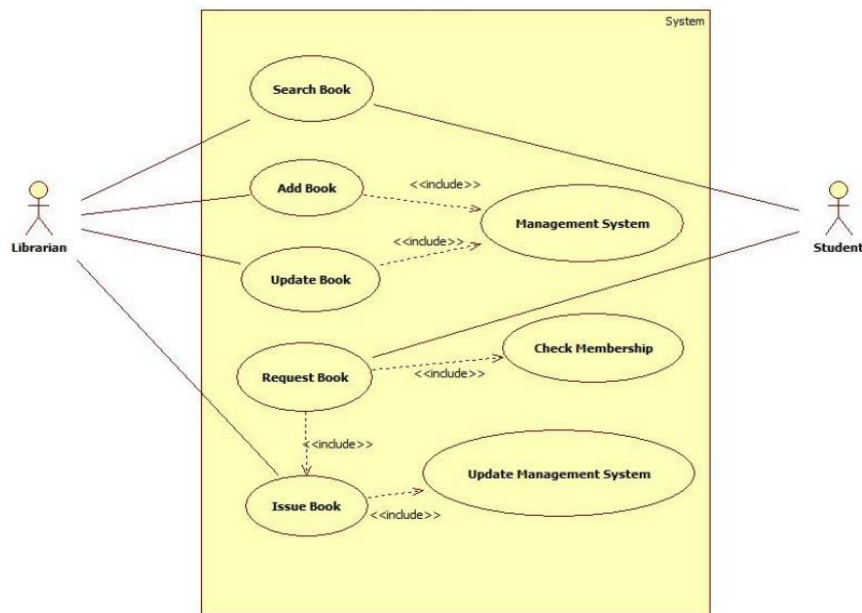 System
Search Book
<<include>>
Add Book
Management System
Librarian
Student
<<include>>
Update Book
Check Membership
Request Book
<<include>>
<<include>>
Update Management System
Issue Book
<<include>>